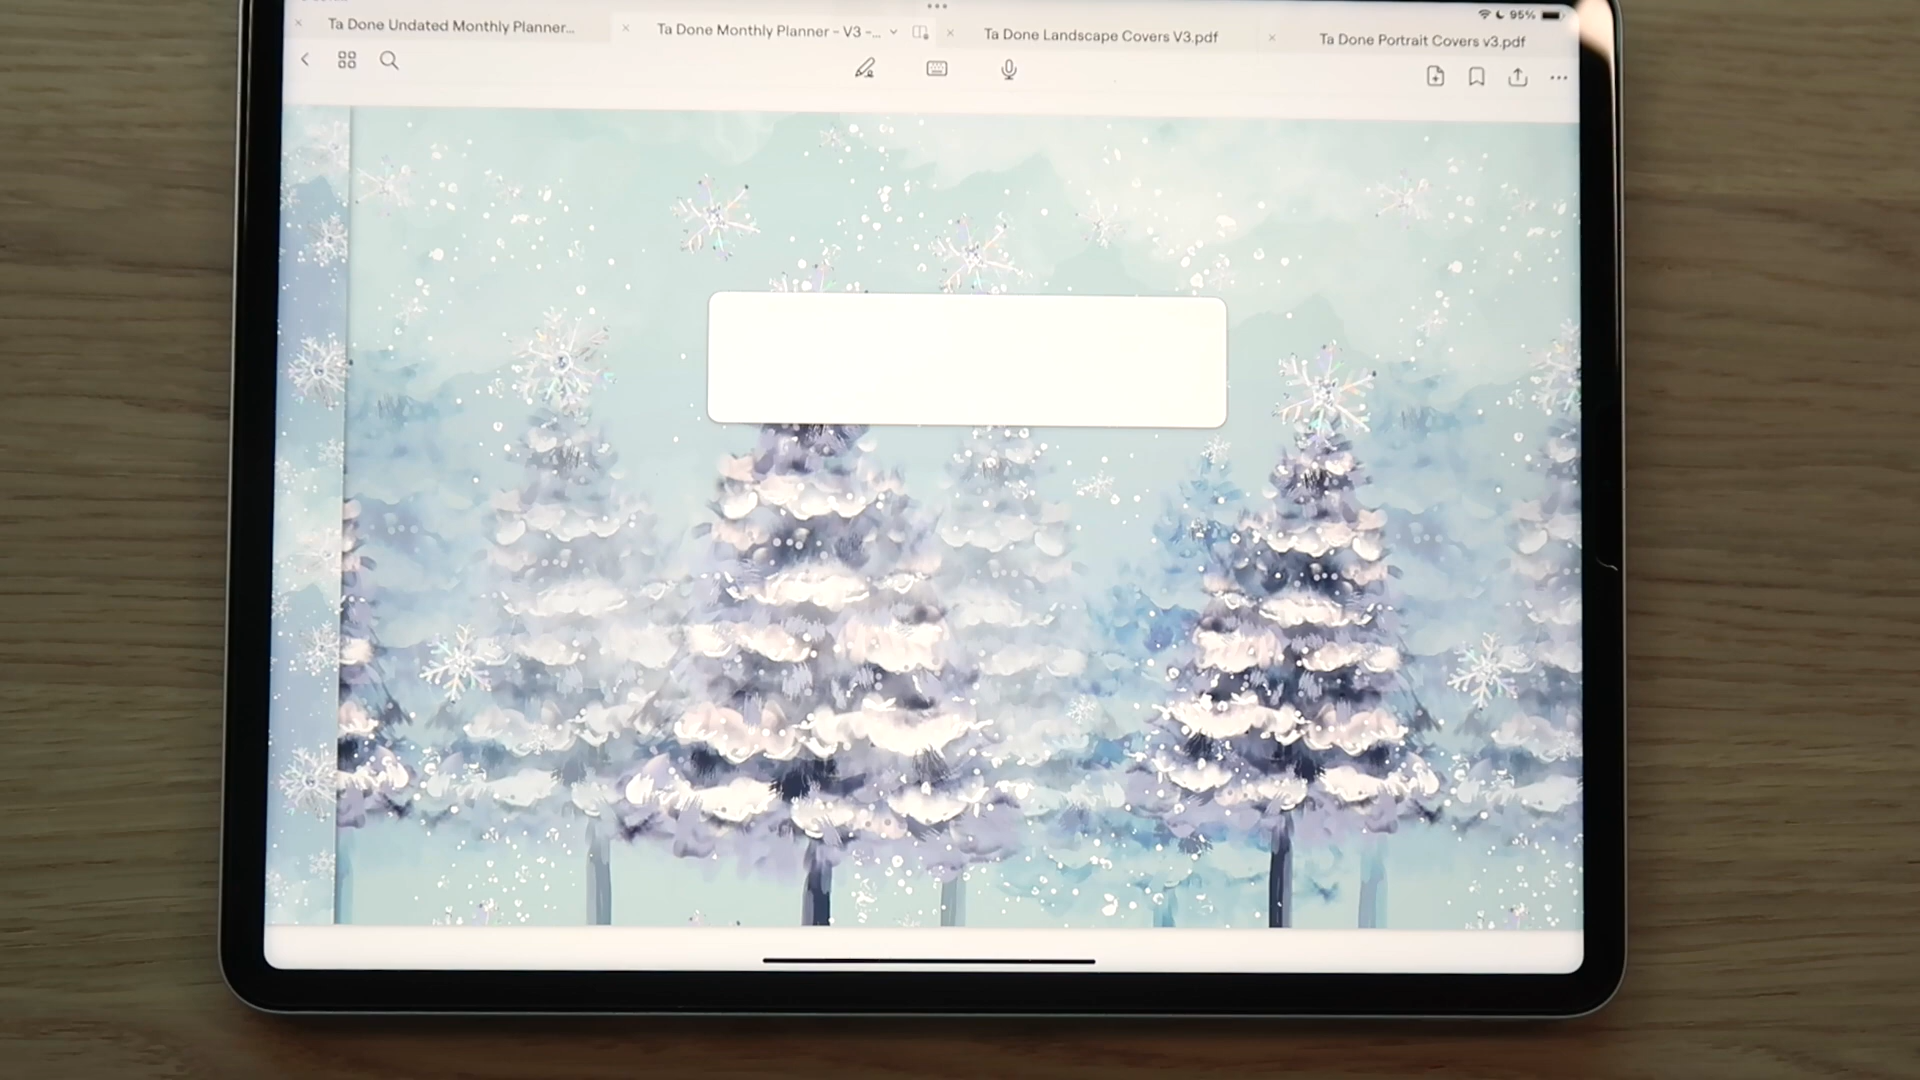 95%
Ta Done Undated Monthly Planner...
Ta Done Monthly Planner - V3 -...
Ta Done Landscape Covers V3.pdf
Ta Done Portrait Covers v3.pdf